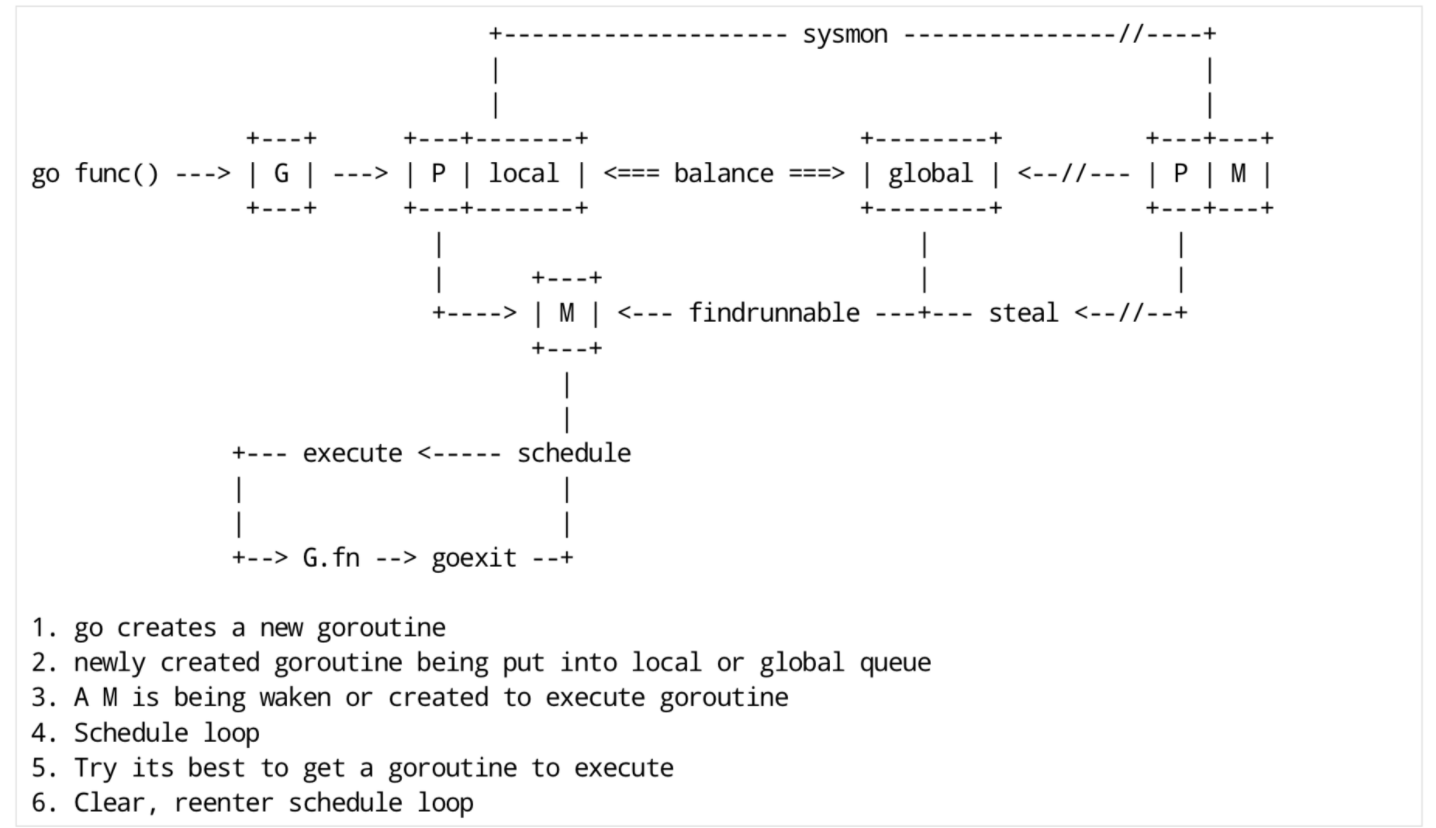 +-------------------- sysmon ---------------//----+
|                                                 |
|                                                 |
+---+      +---+-------+                   +--------+          +---+---+
go func() ---> | G | ---> | P | local | <=== balance ===> | global | <--//--- | P | M |
+---+      +---+-------+                   +--------+          +---+---+
|                                  |                 |
|      +---+                       |                 |
+----> | M | <--- findrunnable ---+--- steal <--//--+
+---+
|
|
+--- execute <----- schedule
|                      |
|                      |
+--> G.fn --> goexit --+
1. go creates a new goroutine
2. newly created goroutine being put into local or global queue
3. A M is being waken or created to execute goroutine
4. Schedule loop
5. Try its best to get a goroutine to execute
6. Clear, reenter schedule loop